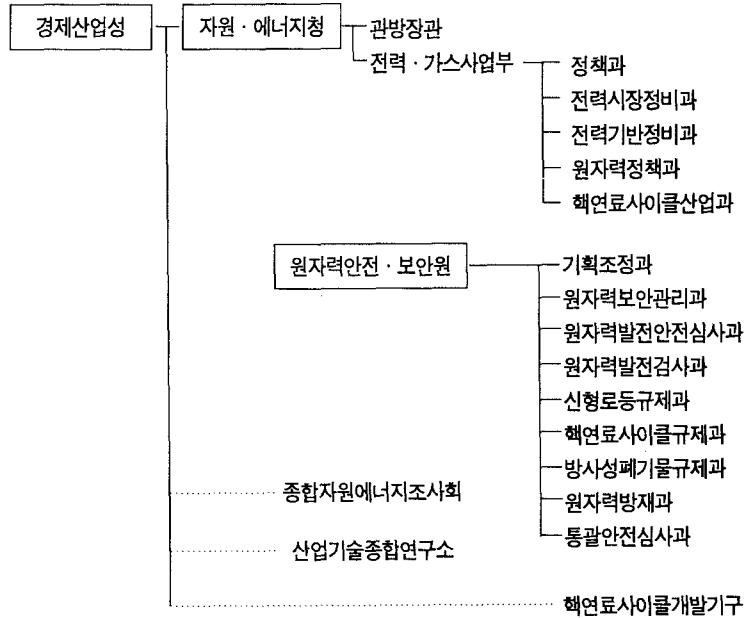 경제산업성
자원 · 에너지청
관방장관
전력 · 가스사업부
정책과
전력시장정비과
전력기반정비과
원자력정책과
핵연료사이클산업과
원자력안전 · 보안원
기획조정과
원자력보안관리과
원자력발전안전심사과
원자력발전검사과
신형로등규제과
핵연료사이클규제과
방사성폐기물규제과
원자력방재과
통괄안전심사과
종합자원에너지조사회
산업기술종합연구소
핵연료사이클개발기구